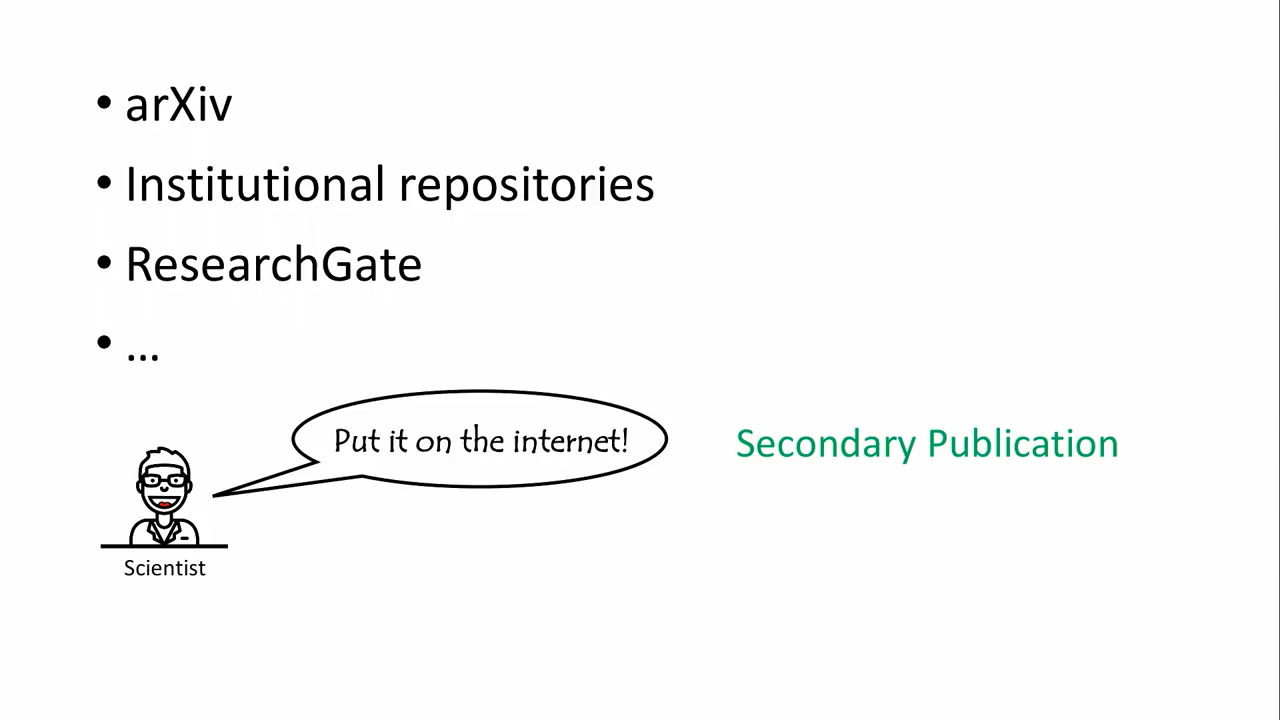 • arXiv
• Institutional repositories
• ResearchGate
• ...
Put it on the internet!
Secondary Publication
Scientist